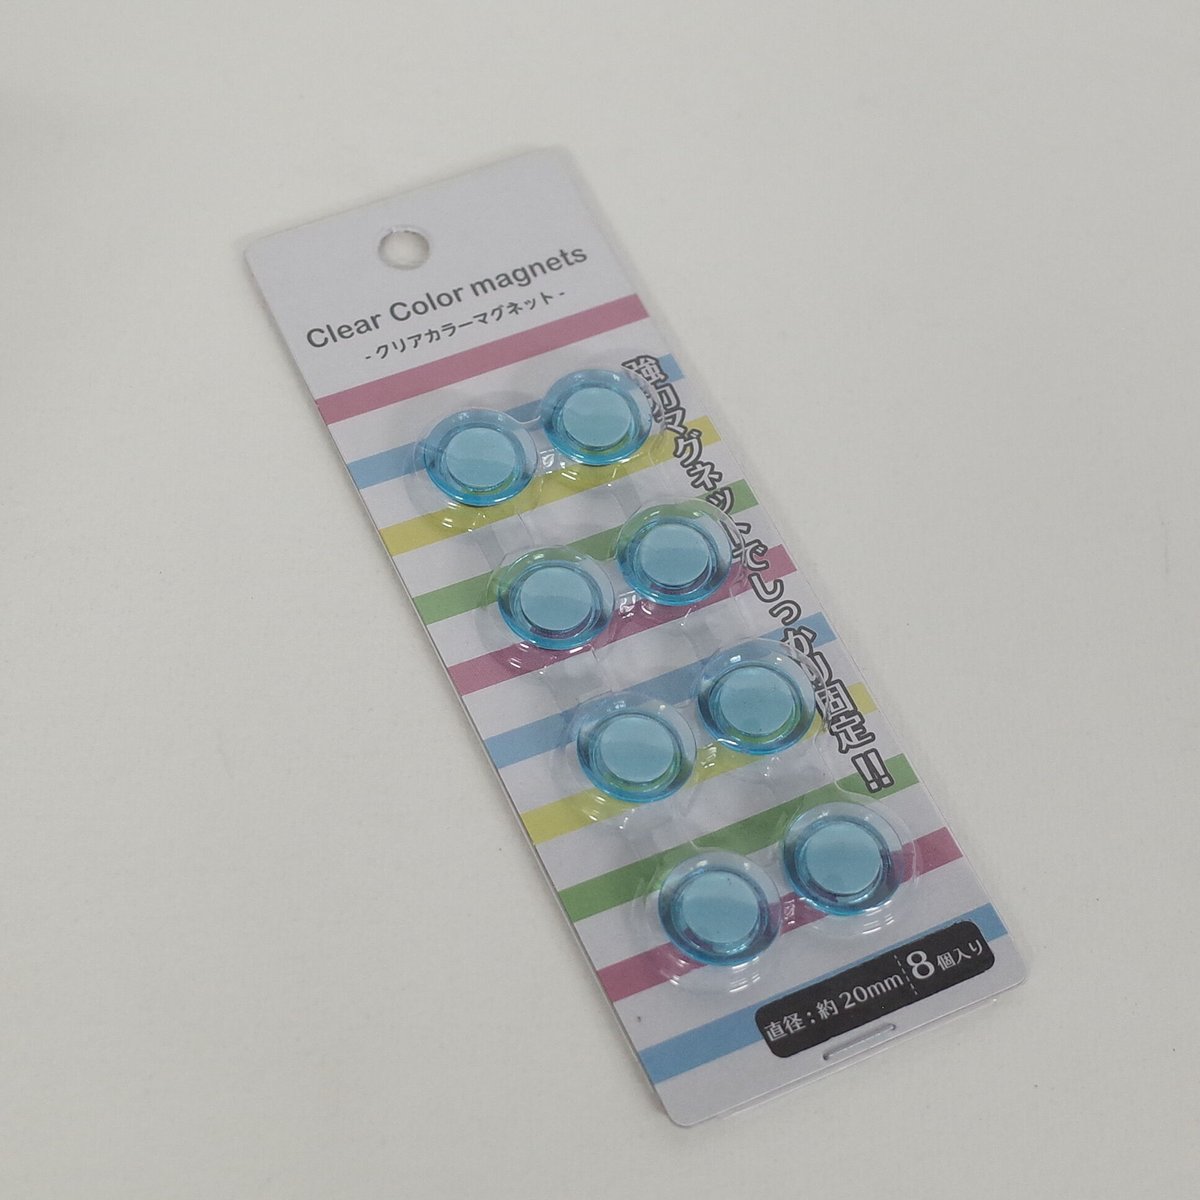 Clear Color magnets
- クリアカラーマグネット -
強力マグネットでしっかり固定!!
直径:約20mm 8個入り